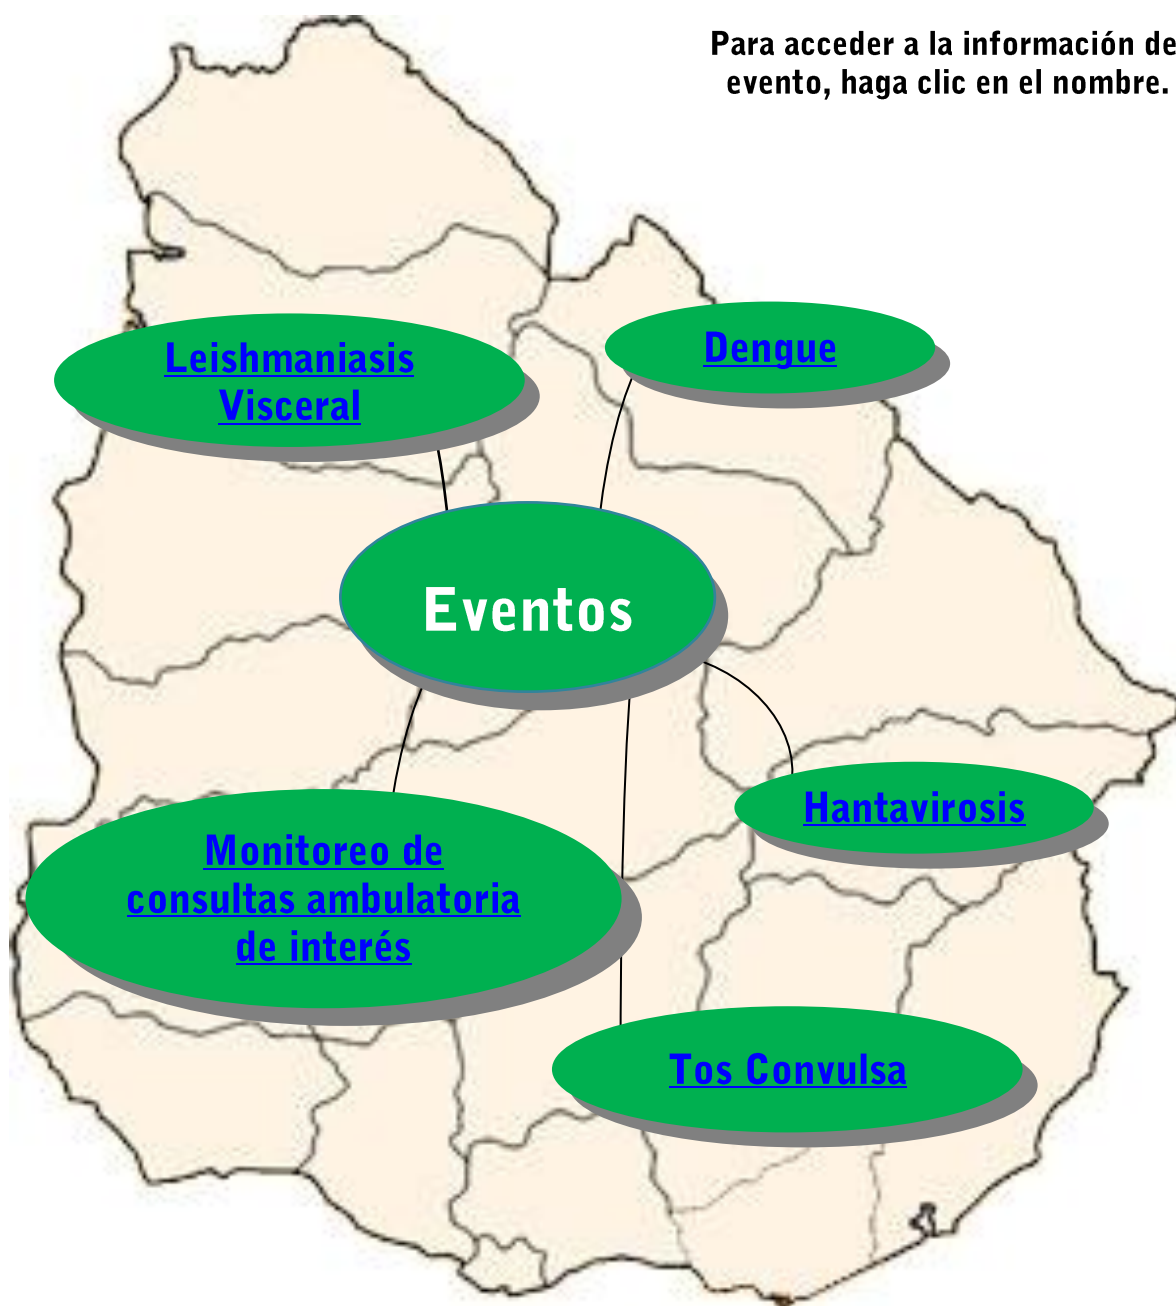 Para acceder a la información de
evento, haga clic en el nombre.
Leishmaniasis
Visceral
Dengue
Eventos
Hantavirosis
Monitoreo de
consultas ambulatoria
de interés
Tos Convulsa